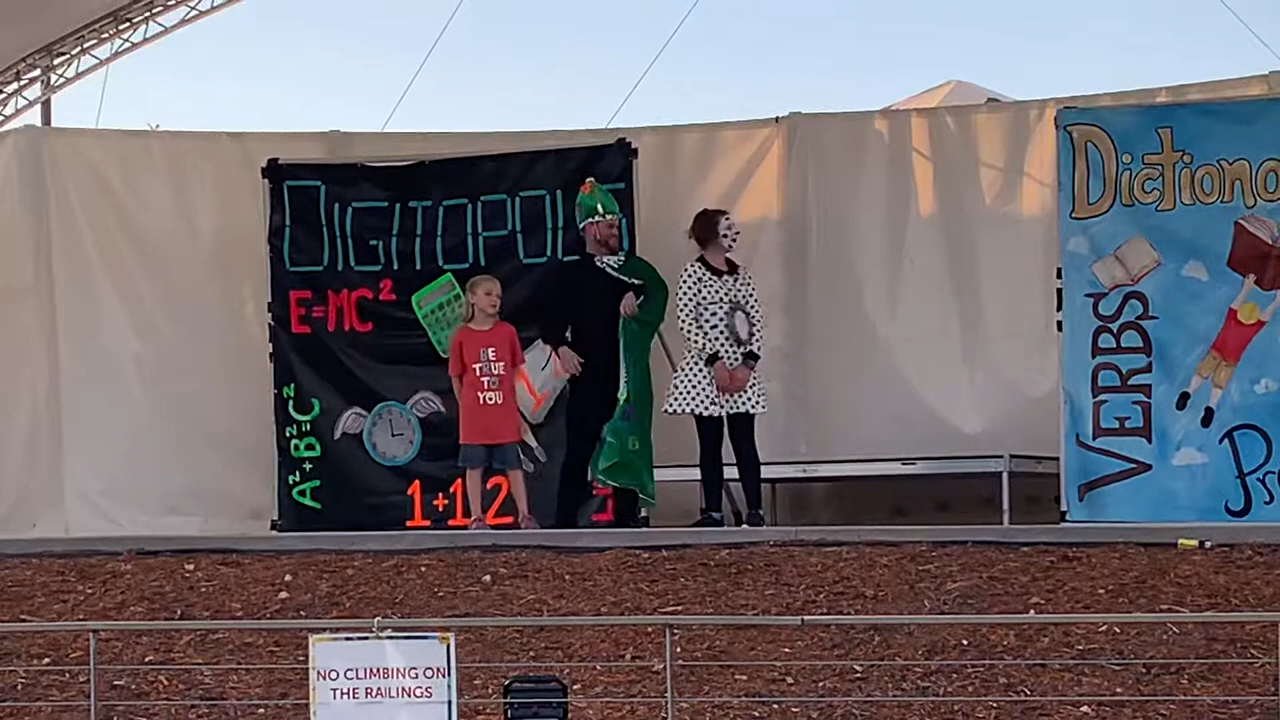 DIGITOPOLIS
E=MC²
A²+B²=C²
1+1 2
BE
TRUE
TO
YOU
Dictiona
VERBS
Pr
NO CLIMBING ON
THE RAILINGS